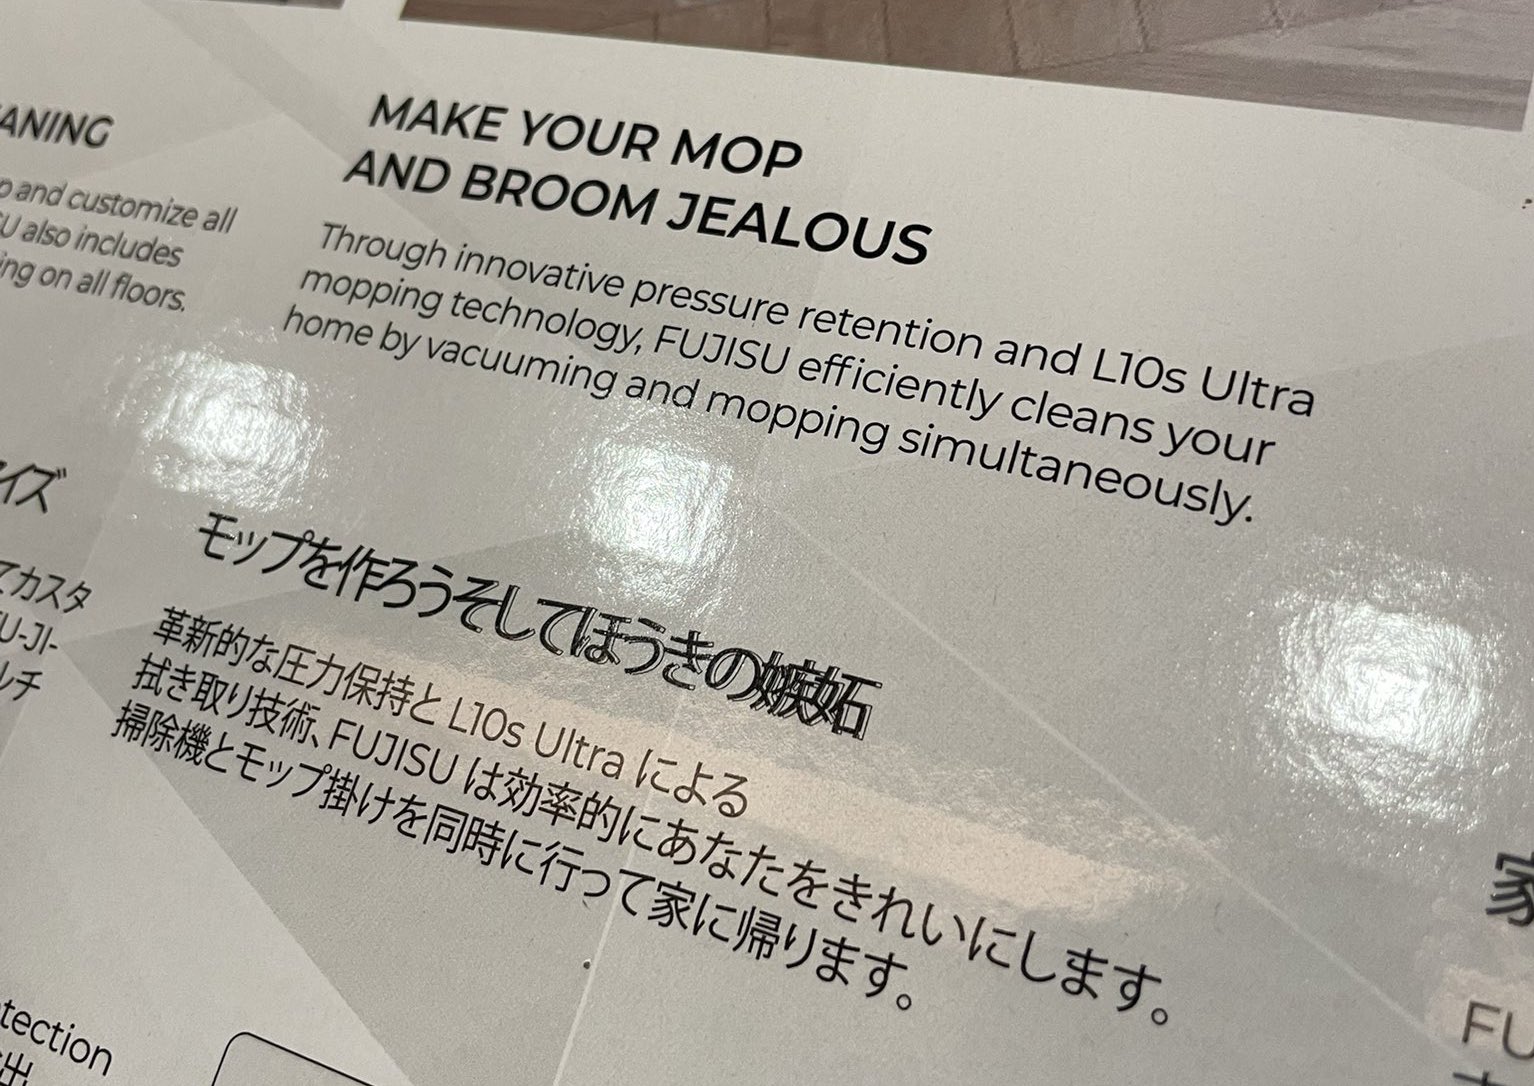 ANING
p and customize all
U also includes
ing on all floors.
MAKE YOUR MOP
AND BROOM JEALOUS
Through innovative pressure retention and L10s Ultra
mopping technology, FUJISU efficiently cleans your
home by vacuuming and mopping simultaneously.
イズ
てカスタ
U-JI-
ルチ
モップを作ろうそしてほうきの嫉妬
革新的な圧力保持と L10s Ultra による
拭き取り技術、FUJISU は効率的にあなたをきれいにします。
掃除機とモップ掛けを同時に行って家に帰ります。
tection
出
家
FU